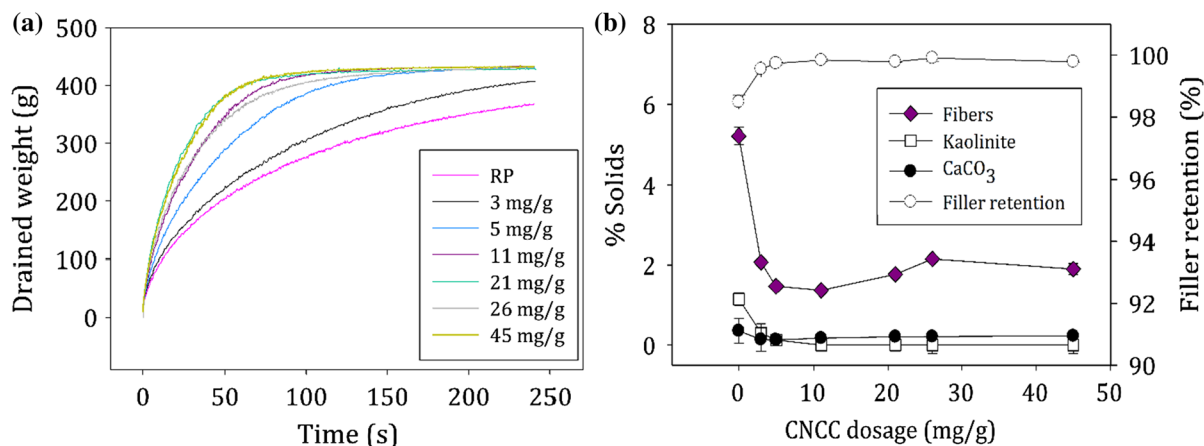 (a)
500
400
300
200
100
0
Drained weight (g)
RP
3 mg/g
5 mg/g
11 mg/g
21 mg/g
26 mg/g
45 mg/g
0
50
100
150
200
250
Time (s)
(b)
8
6
4
2
0
% Solids
Fibers
Kaolinite
CaCO3
Filler retention
100
98
96
94
92
90
Filler retention (%)
0
10
20
30
40
50
CNCC dosage (mg/g)